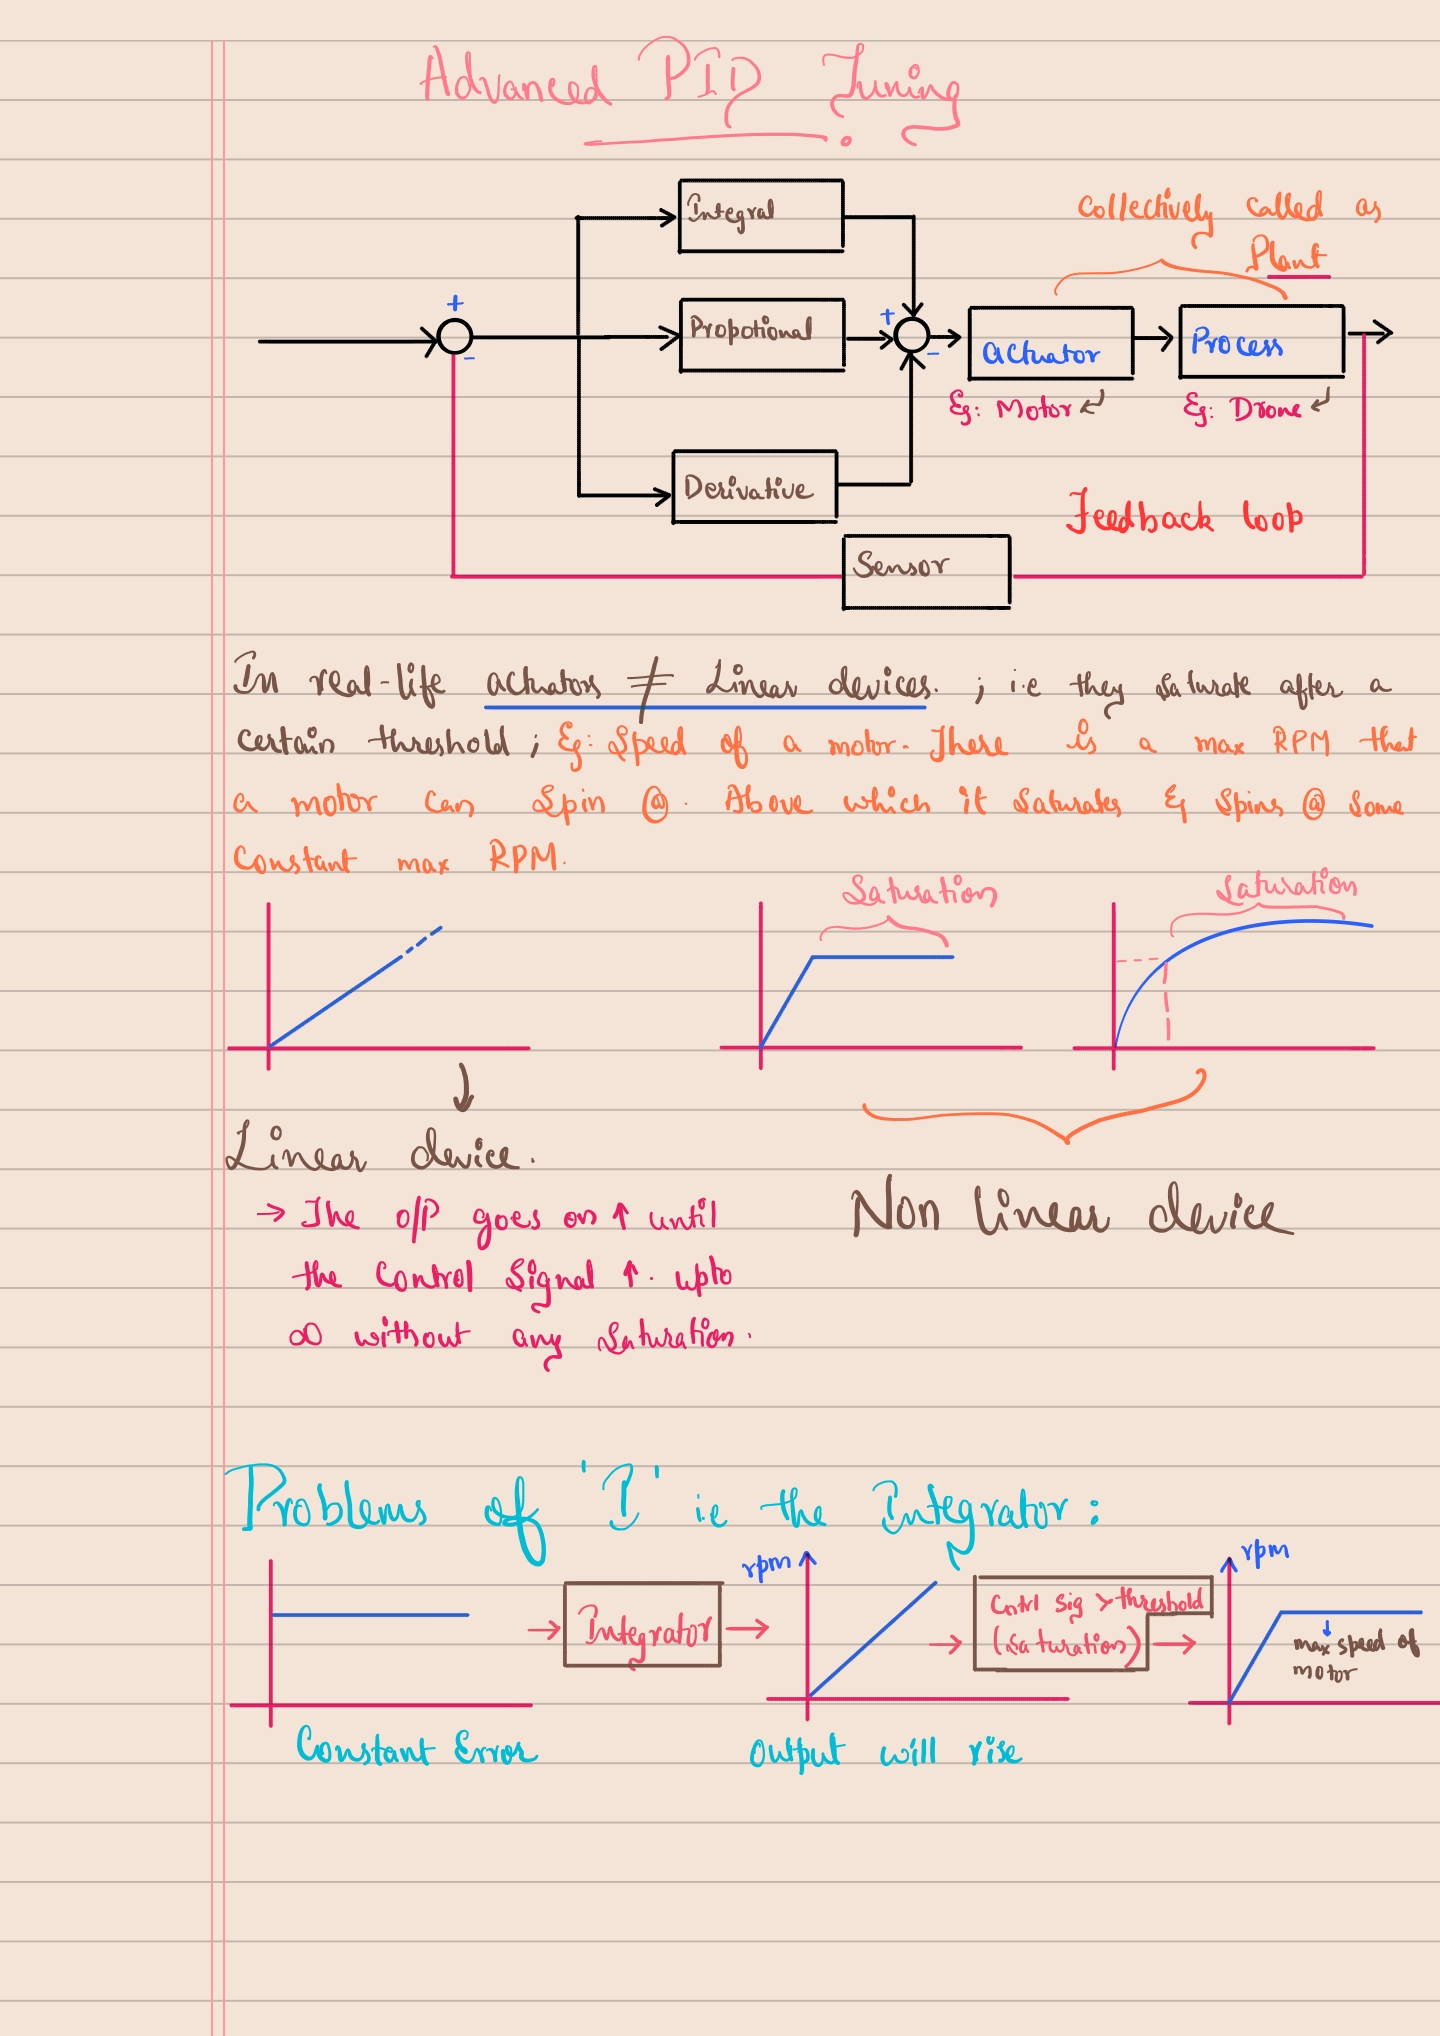 Advanced PID Tuning
Integral
Collectively called as
Plant
+
Propotional
+
-
-
Actuator
Process
Eg: Motor
Eg: Drone
Derivative
Feedback loop
Sensor
In real-life actuators ≠ Linear devices. ; i.e they saturate after a
certain threshold ; Eg: Speed of a motor. There is a max RPM that
a motor can spin @. Above which it saturates & spins @ some
constant max RPM.
Saturation
Saturation
Linear device.
→ The o/p goes on ↑ until
the control signal ↑. upto
∞ without any saturation.
Non linear device
Problems of 'I' i.e the Integrator:
rpm
rpm
Integrator
Cntrl sig > threshold
(saturation)
max speed of
motor
Constant Error
Output will rise